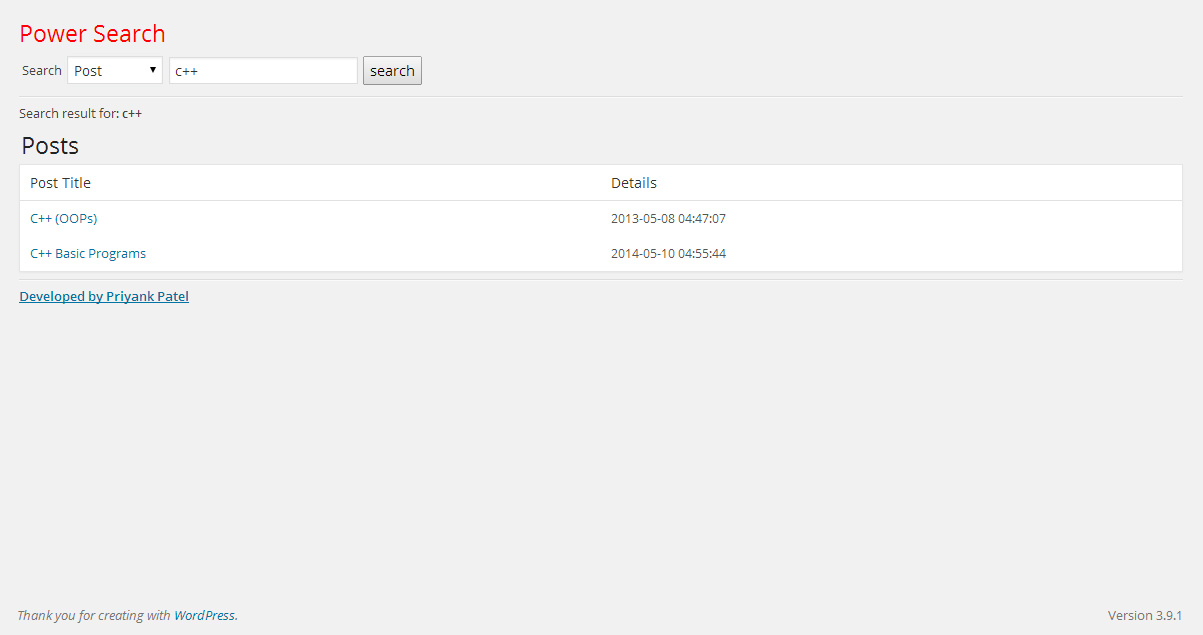 Power Search
Search Post c++ search
Search result for: c++
Posts
Post Title Details
C++ (OOPs) 2013-05-08 04:47:07
C++ Basic Programs 2014-05-10 04:55:44
Developed by Priyank Patel
Thank you for creating with WordPress. Version 3.9.1